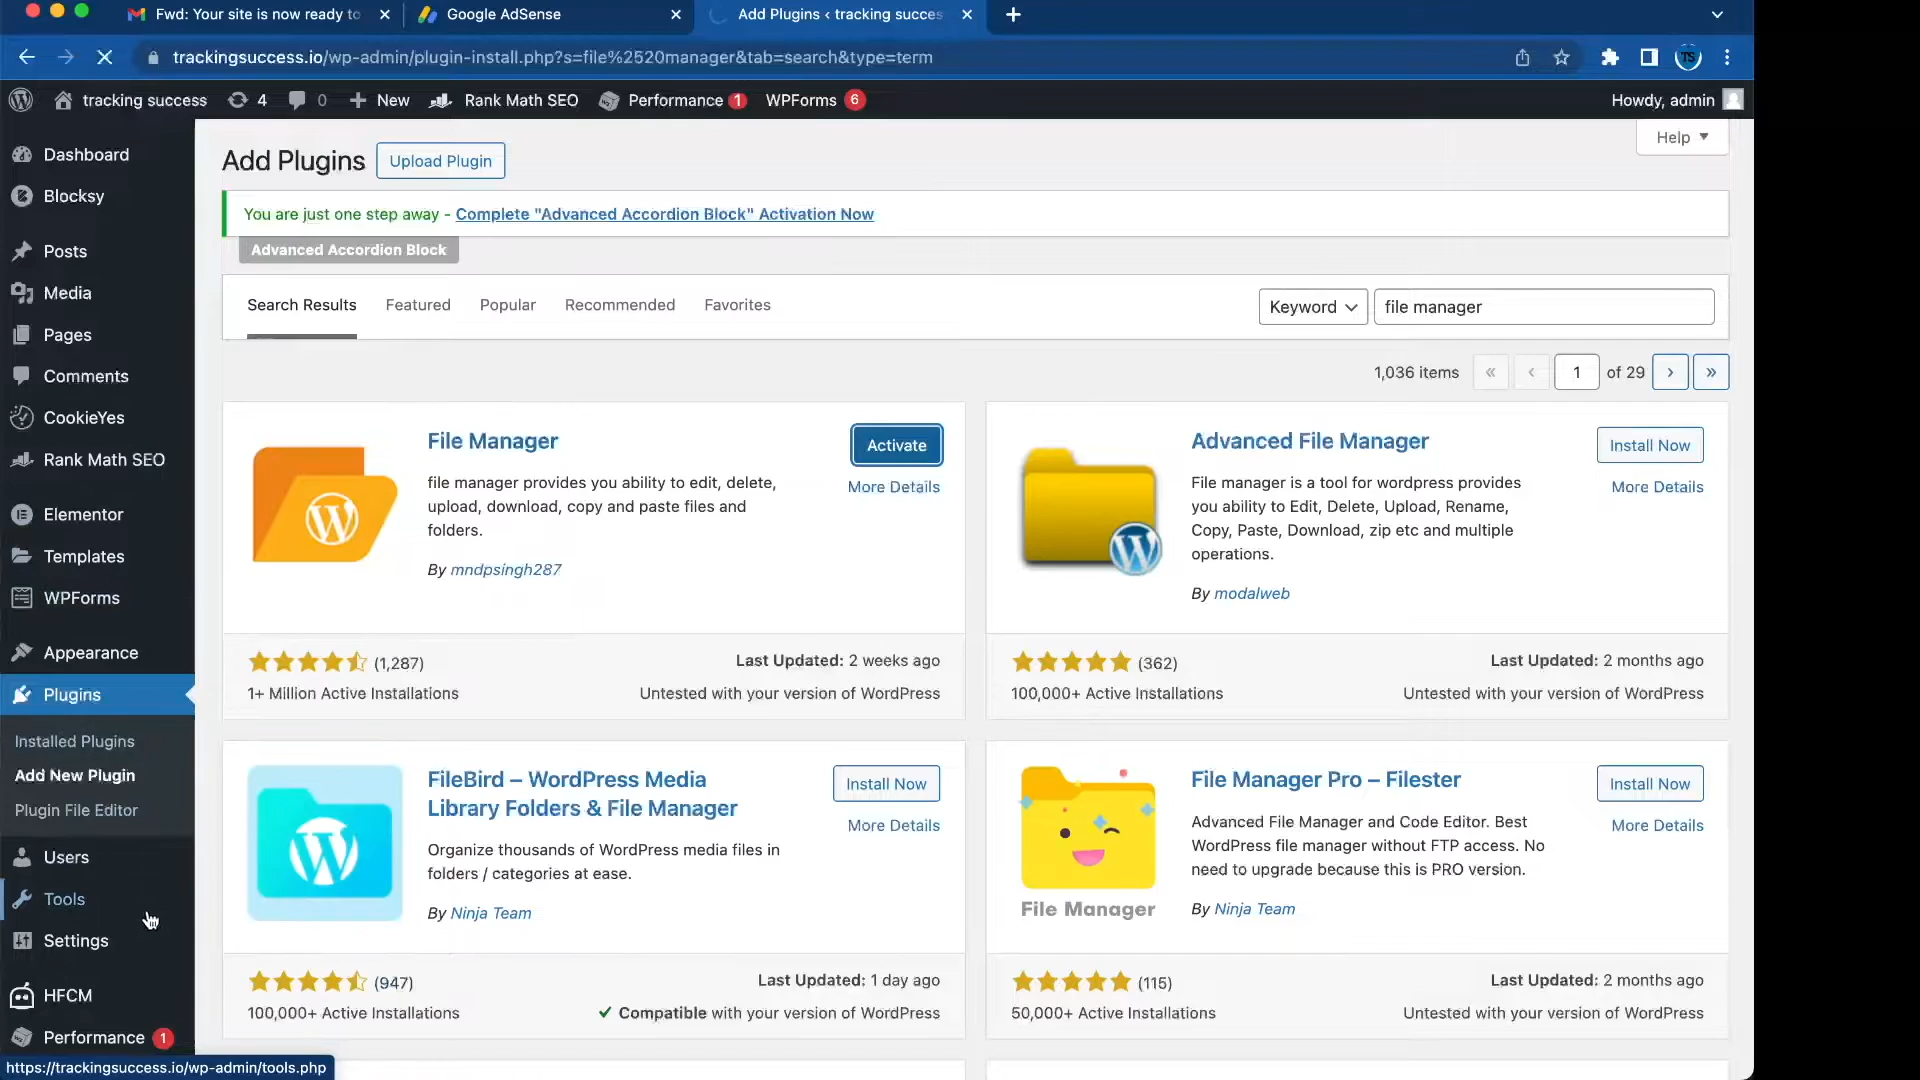 Fwd: Your site is now ready to
Google AdSense
Add Plugins ‹ tracking succes
trackingsuccess.io/wp-admin/plugin-install.php?s=file%2520manager&tab=search&type=term
TS
tracking success
4
0
New
Rank Math SEO
Performance 1
WPForms 6
Howdy, admin
Dashboard
Blocksy
Posts
Media
Pages
Comments
CookieYes
Rank Math SEO
Elementor
Templates
WPForms
Appearance
Plugins
Installed Plugins
Add New Plugin
Plugin File Editor
Users
Tools
Settings
HFCM
Performance 1
https://trackingsuccess.io/wp-admin/tools.php
Help
Add Plugins
Upload Plugin
You are just one step away - Complete "Advanced Accordion Block" Activation Now
Advanced Accordion Block
Search Results
Featured
Popular
Recommended
Favorites
Keyword
file manager
1,036 items
«
‹
1
of 29
›
»
File Manager
Activate
More Details
file manager provides you ability to edit, delete,
upload, download, copy and paste files and
folders.
By mndpsingh287
(1,287)
Last Updated: 2 weeks ago
1+ Million Active Installations
Untested with your version of WordPress
Advanced File Manager
Install Now
More Details
File manager is a tool for wordpress provides
you ability to Edit, Delete, Upload, Rename,
Copy, Paste, Download, zip etc and multiple
operations.
By modalweb
(362)
Last Updated: 2 months ago
100,000+ Active Installations
Untested with your version of WordPress
FileBird – WordPress Media
Library Folders & File Manager
Install Now
More Details
Organize thousands of WordPress media files in
folders / categories at ease.
By Ninja Team
(947)
Last Updated: 1 day ago
100,000+ Active Installations
Compatible with your version of WordPress
File Manager
File Manager Pro – Filester
Install Now
More Details
Advanced File Manager and Code Editor. Best
WordPress file manager without FTP access. No
need to upgrade because this is PRO version.
By Ninja Team
(115)
Last Updated: 2 months ago
50,000+ Active Installations
Untested with your version of WordPress